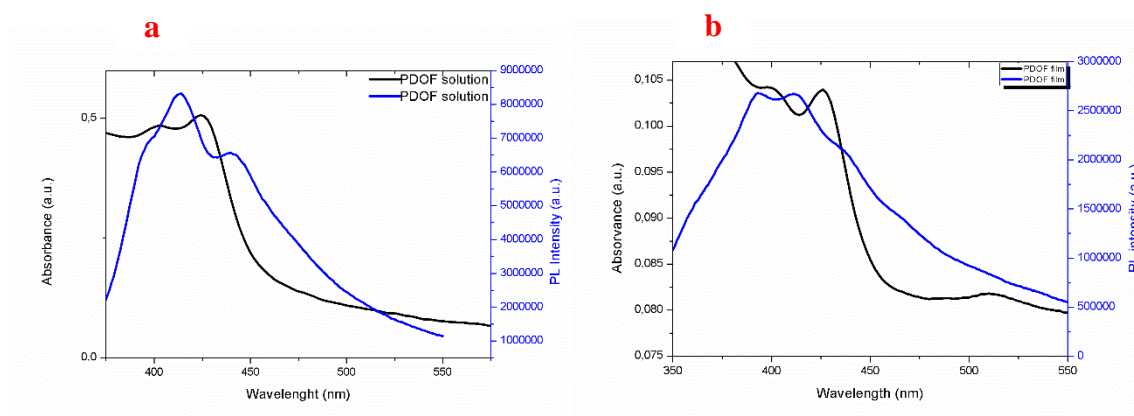 a
PDOF solution
PDOF solution
0,5
0,0
Absorbance (a.u.)
400
450
500
550
Wavelenght (nm)
9000000
8000000
7000000
6000000
5000000
4000000
3000000
2000000
1000000
PL Intensity (a.u.)
b
PDOF film
PDOF film
0,105
0,100
0,095
0,090
0,085
0,080
0,075
Absorvance (a.u.)
350
400
450
500
550
Wavelength (nm)
3000000
2500000
2000000
1500000
1000000
500000
0
PL intensity (a.u.)